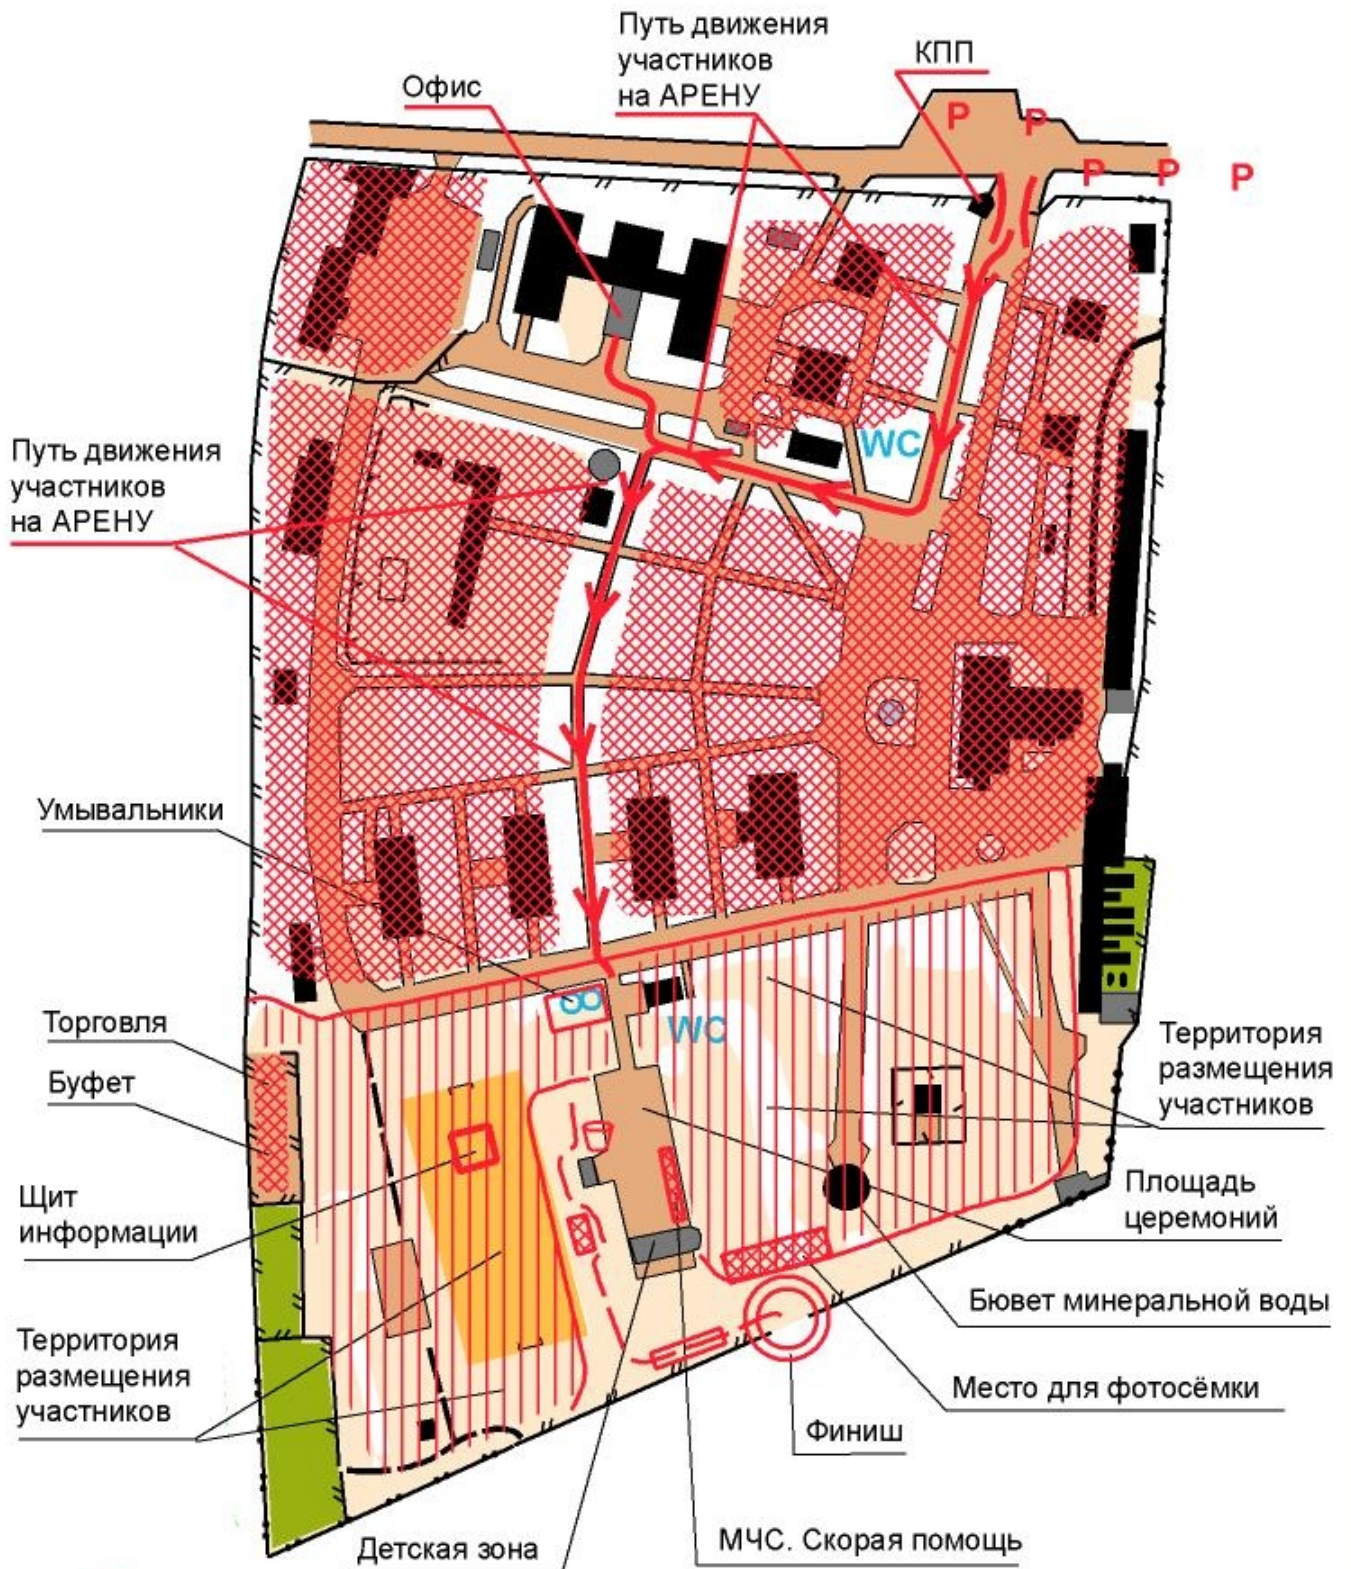 Путь движения
участников
на АРЕНУ
КПП
Офис
P
P
P
P
P
Путь движения
участников
на АРЕНУ
WC
Умывальники
Торговля
Буфет
WC
Территория
размещения
участников
Щит
информации
Площадь
церемоний
Бювет минеральной воды
Территория
размещения
участников
Место для фотосёмки
Финиш
Детская зона
МЧС. Скорая помощь